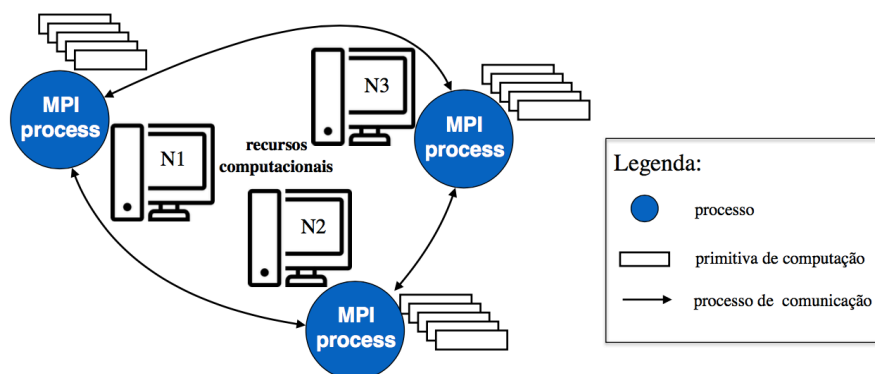 MPI
process
N1
recursos
computacionais
N3
MPI
process
N2
MPI
process
Legenda:
processo
primitiva de computação
processo de comunicação